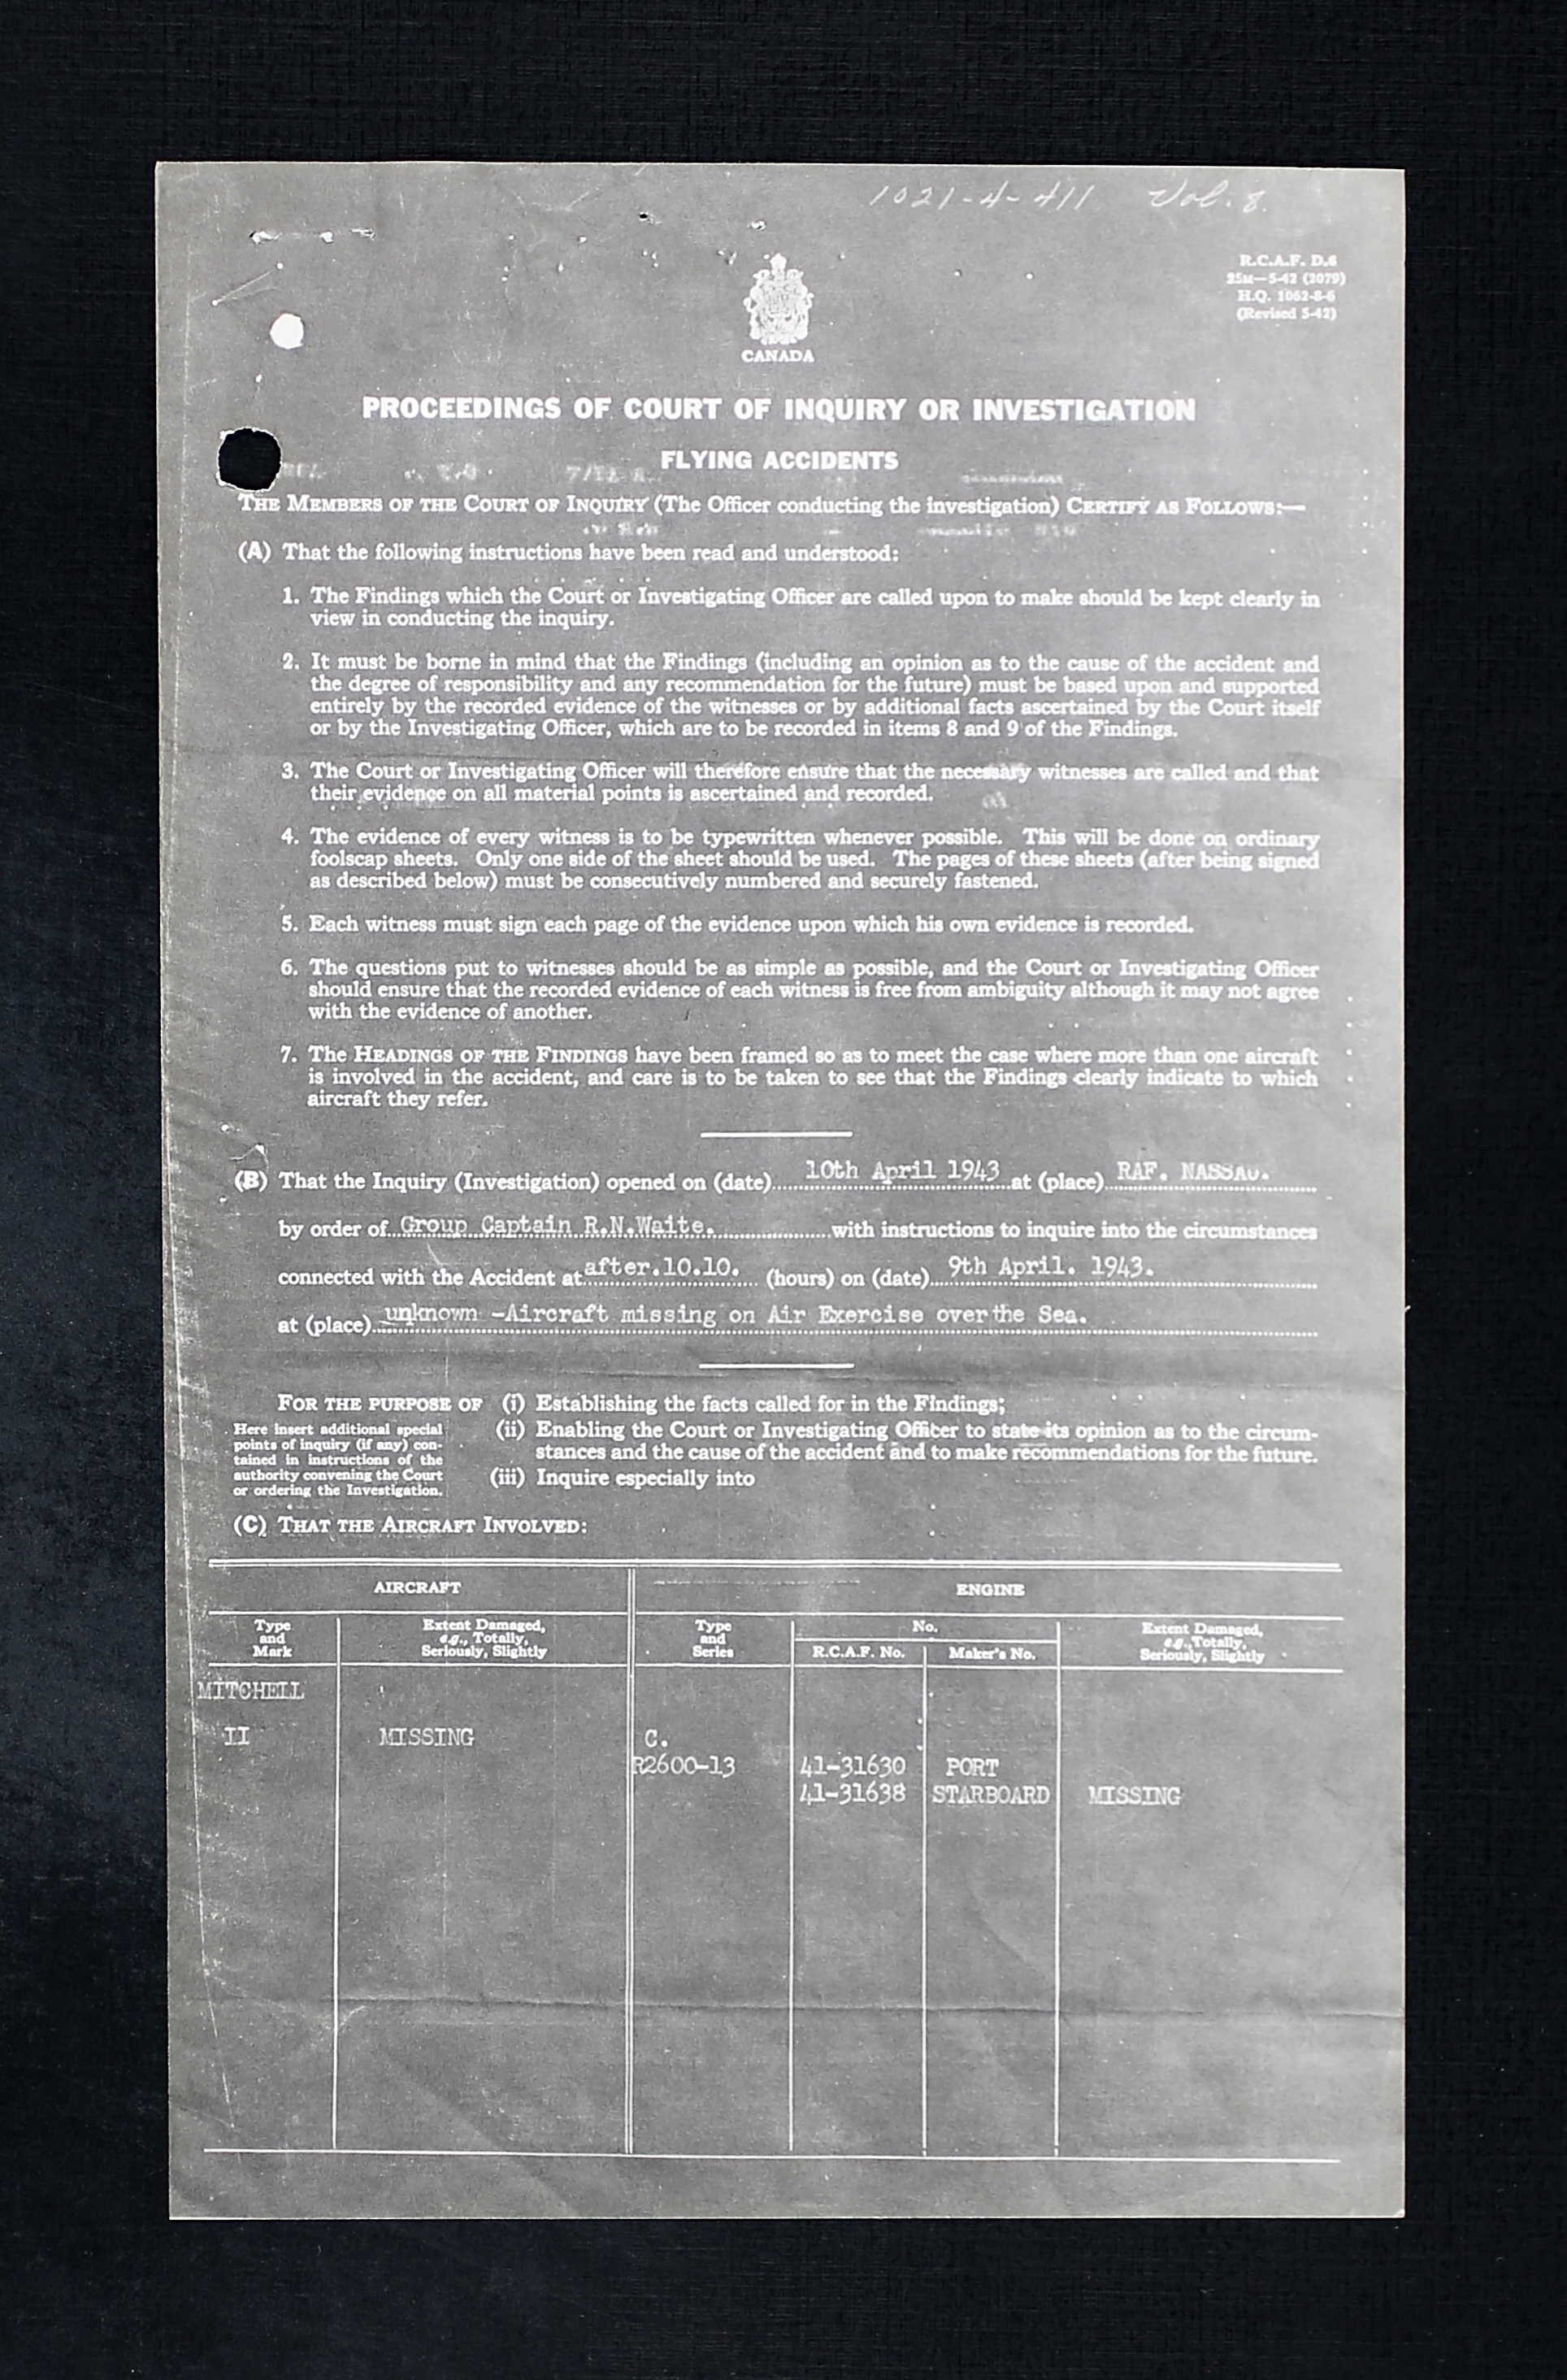 1021-4-411 Vol. 8.
R.C.A.F. D.6
25M—5-42 (2079)
H.Q. 1062-8-6
(Revised 5-42)
CANADA
PROCEEDINGS OF COURT OF INQUIRY OR INVESTIGATION
FLYING ACCIDENTS
THE MEMBERS OF THE COURT OF INQUIRY (The Officer conducting the investigation) CERTIFY AS FOLLOWS:—
(A) That the following instructions have been read and understood:
1. The Findings which the Court or Investigating Officer are called upon to make should be kept clearly in
view in conducting the inquiry.
2. It must be borne in mind that the Findings (including an opinion as to the cause of the accident and
the degree of responsibility and any recommendation for the future) must be based upon and supported
entirely by the recorded evidence of the witnesses or by additional facts ascertained by the Court itself
or by the Investigating Officer, which are to be recorded in items 8 and 9 of the Findings.
3. The Court or Investigating Officer will therefore ensure that the necessary witnesses are called and that
their evidence on all material points is ascertained and recorded.
4. The evidence of every witness is to be typewritten whenever possible. This will be done on ordinary
foolscap sheets. Only one side of the sheet should be used. The pages of these sheets (after being signed
as described below) must be consecutively numbered and securely fastened.
5. Each witness must sign each page of the evidence upon which his own evidence is recorded.
6. The questions put to witnesses should be as simple as possible, and the Court or Investigating Officer
should ensure that the recorded evidence of each witness is free from ambiguity although it may not agree
with the evidence of another.
7. The HEADINGS OF THE FINDINGS have been framed so as to meet the case where more than one aircraft
is involved in the accident, and care is to be taken to see that the Findings clearly indicate to which
aircraft they refer.
(B) That the Inquiry (Investigation) opened on (date) 10th April 1943 at (place) RAF. NASSAU.
by order of Group Captain R.N.Waite. with instructions to inquire into the circumstances
connected with the Accident at after.10.10. (hours) on (date) 9th April. 1943.
at (place) unknown -Aircraft missing on Air Exercise over the Sea.
FOR THE PURPOSE OF (i) Establishing the facts called for in the Findings;
(ii) Enabling the Court or Investigating Officer to state its opinion as to the circum-
stances and the cause of the accident and to make recommendations for the future.
(iii) Inquire especially into
Here insert additional special
points of inquiry (if any) con-
tained in instructions of the
authority convening the Court
or ordering the Investigation.
(C) THAT THE AIRCRAFT INVOLVED:
AIRCRAFT ENGINE
Type
and
Mark
Extent Damaged,
e.g., Totally,
Seriously, Slightly
Type
and
Series
No.
R.C.A.F. No. Maker's No.
Extent Damaged,
e.g., Totally,
Seriously, Slightly
MITCHELL
II MISSING C.
R2600-13 41-31630 PORT
41-31638 STARBOARD MISSING